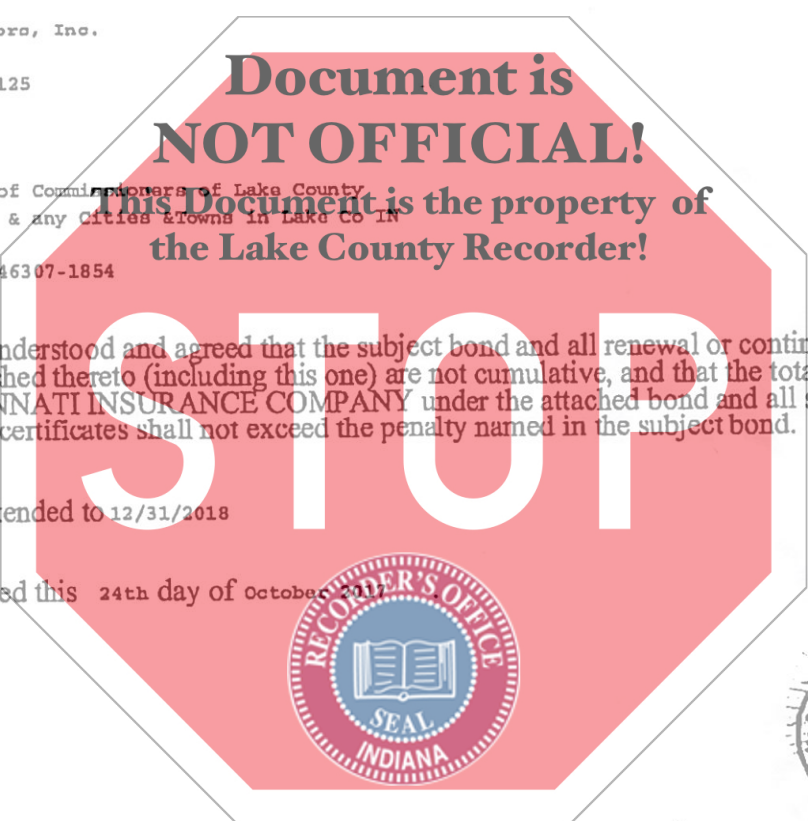 ors, Inc.
125
Document is
NOT OFFICIAL!
of Commissioners of Lake County
This Document is the property of
& any Cities &Towns in Lake Co IN
the Lake County Recorder!
46307-1854
nderstood and agreed that the subject bond and all renewal or contin
hed thereto (including this one) are not cumulative, and that the tota
NNATI INSURANCE COMPANY under the attached bond and all s
certificates shall not exceed the penalty named in the subject bond.
STOP
ended to 12/31/2018
ed this 24th day of October 2017.
RECORDER'S OFFICE
SEAL
INDIANA